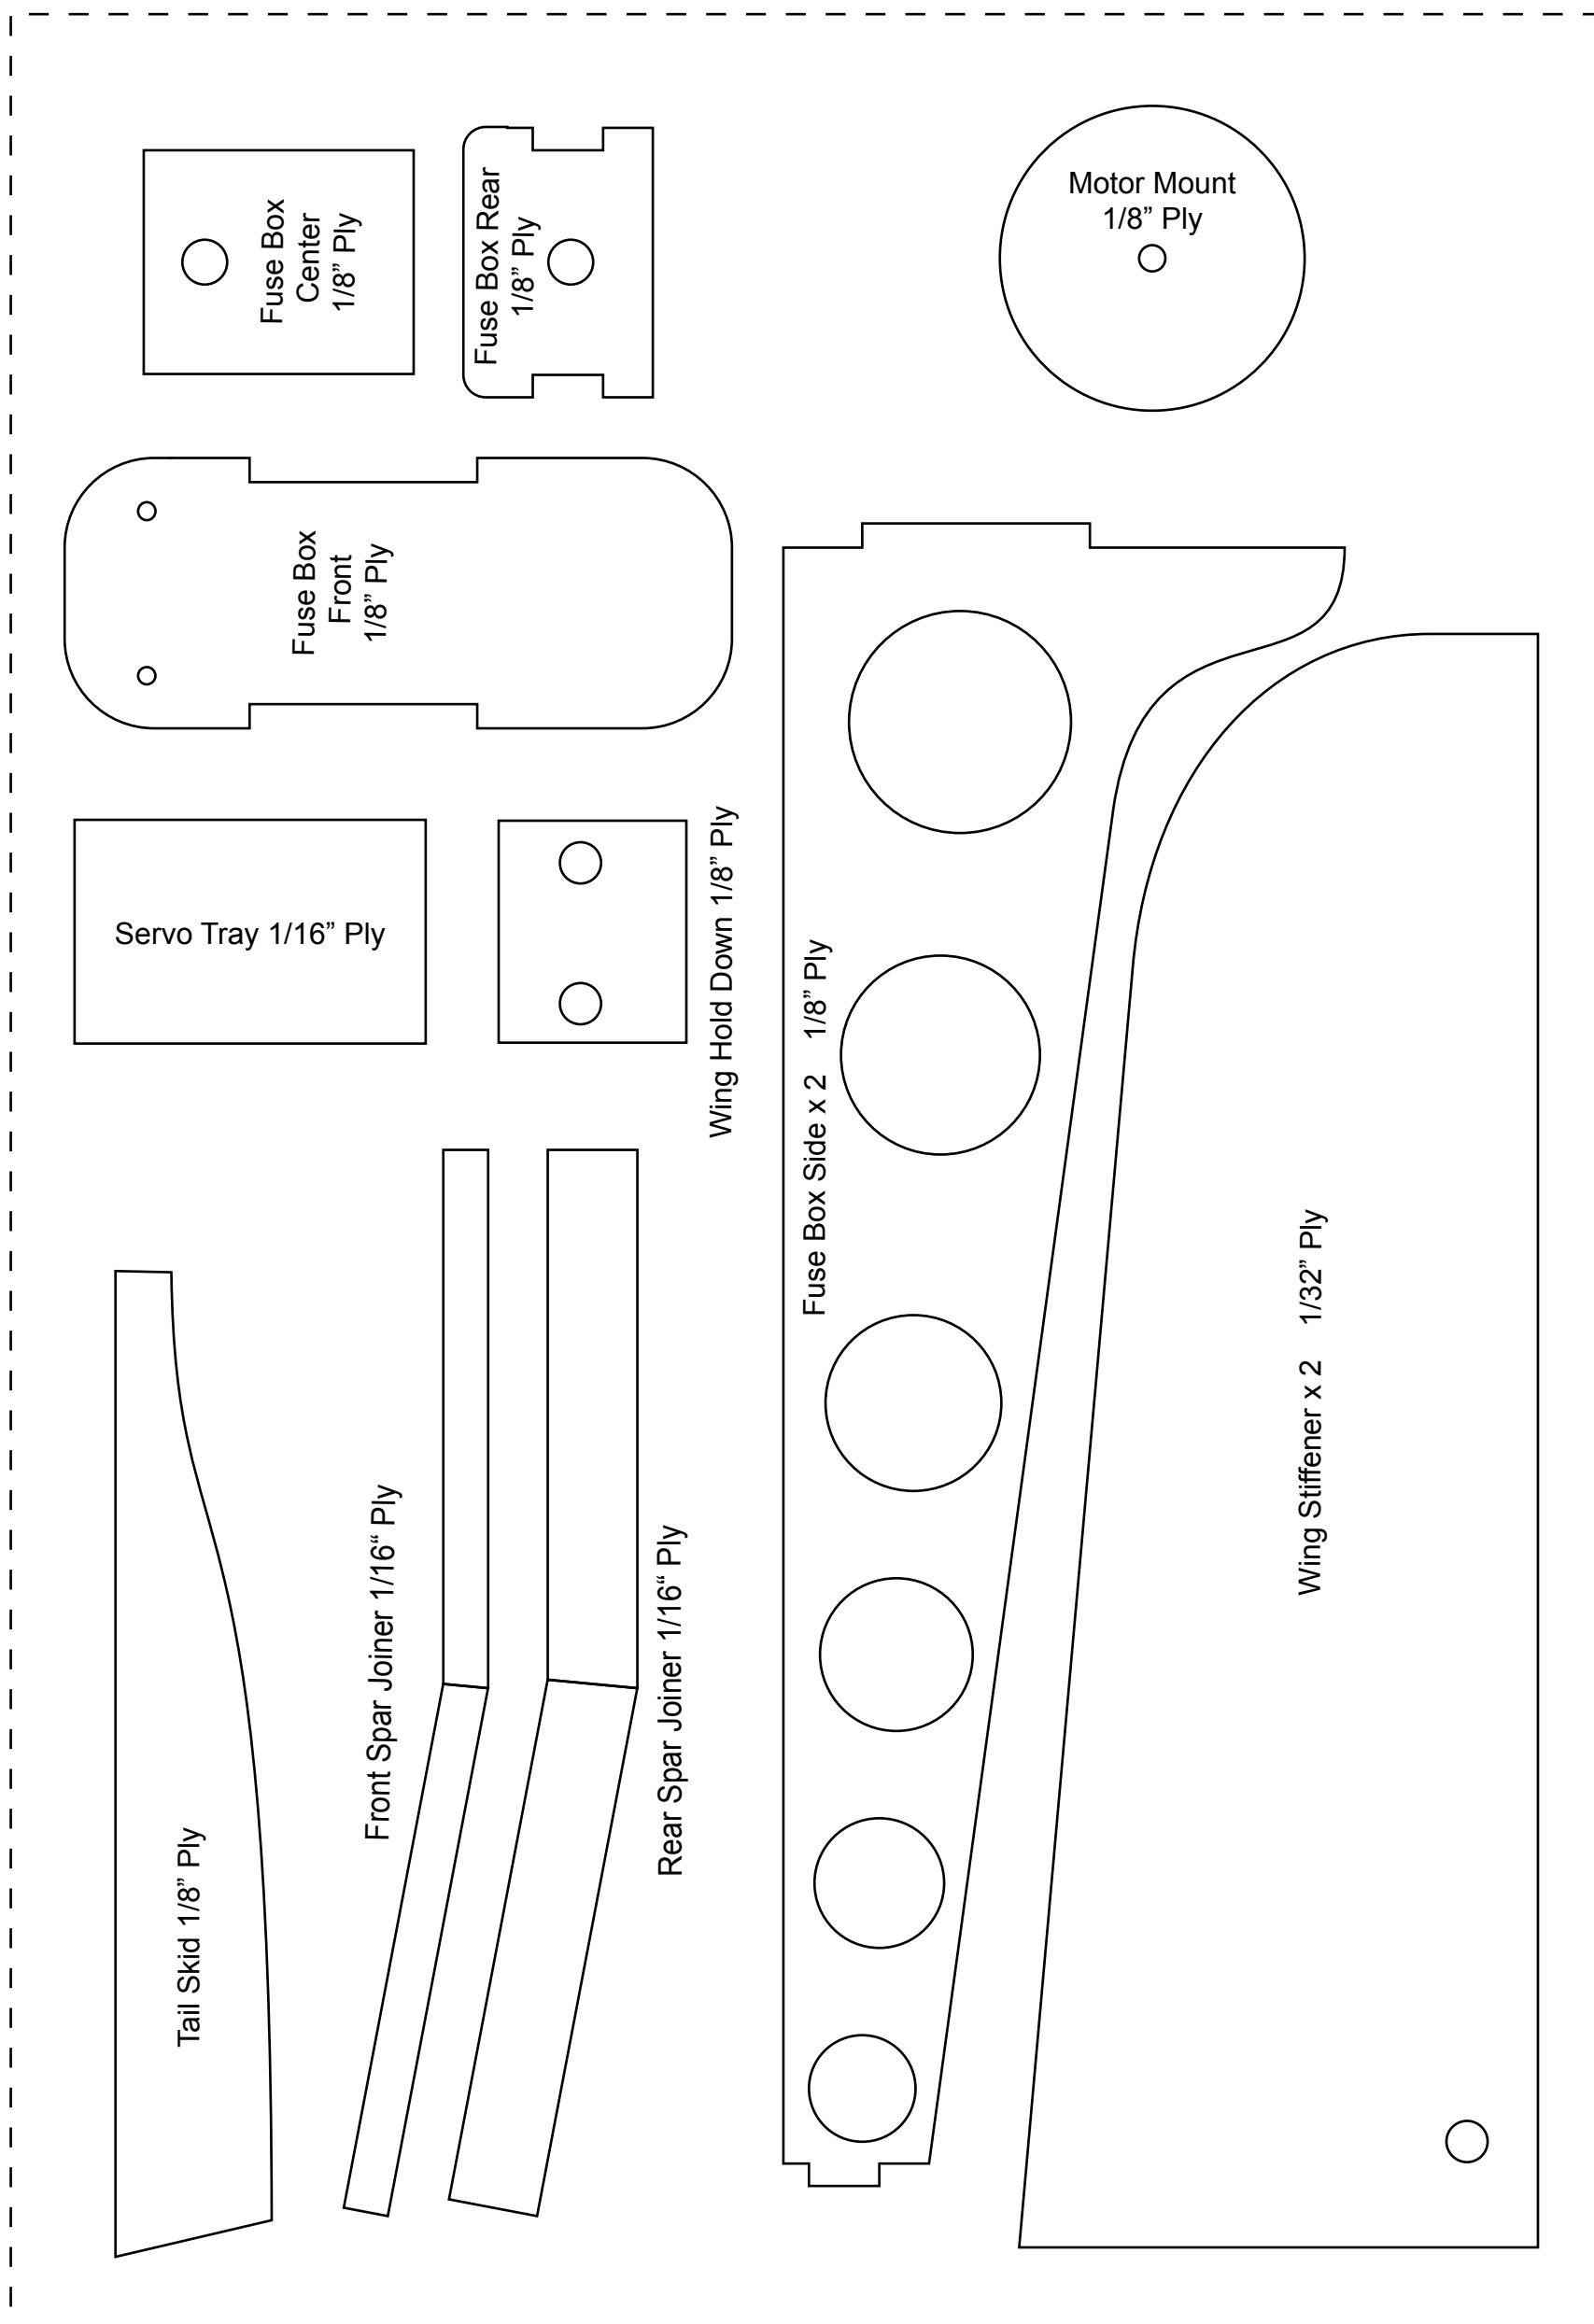 Fuse Box
Center
1/8” Ply
Fuse Box Rear
1/8” Ply
Motor Mount
1/8” Ply
Fuse Box
Front
1/8” Ply
Servo Tray 1/16” Ply
Wing Hold Down 1/8” Ply
Fuse Box Side x 2 1/8” Ply
Wing Stiffener x 2 1/32” Ply
Front Spar Joiner 1/16“ Ply
Rear Spar Joiner 1/16“ Ply
Tail Skid 1/8” Ply